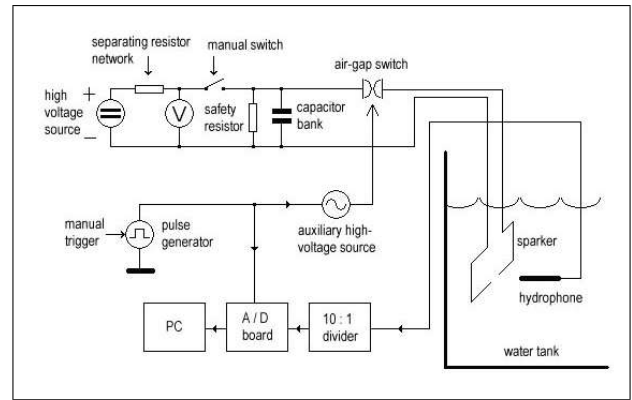 separating resistor
network
manual switch
air-gap switch
+
high
voltage
source
−
V
safety
resistor
capacitor
bank
manual
trigger
pulse
generator
auxiliary high-
voltage source
sparker
hydrophone
PC
A / D
board
10 : 1
divider
water tank